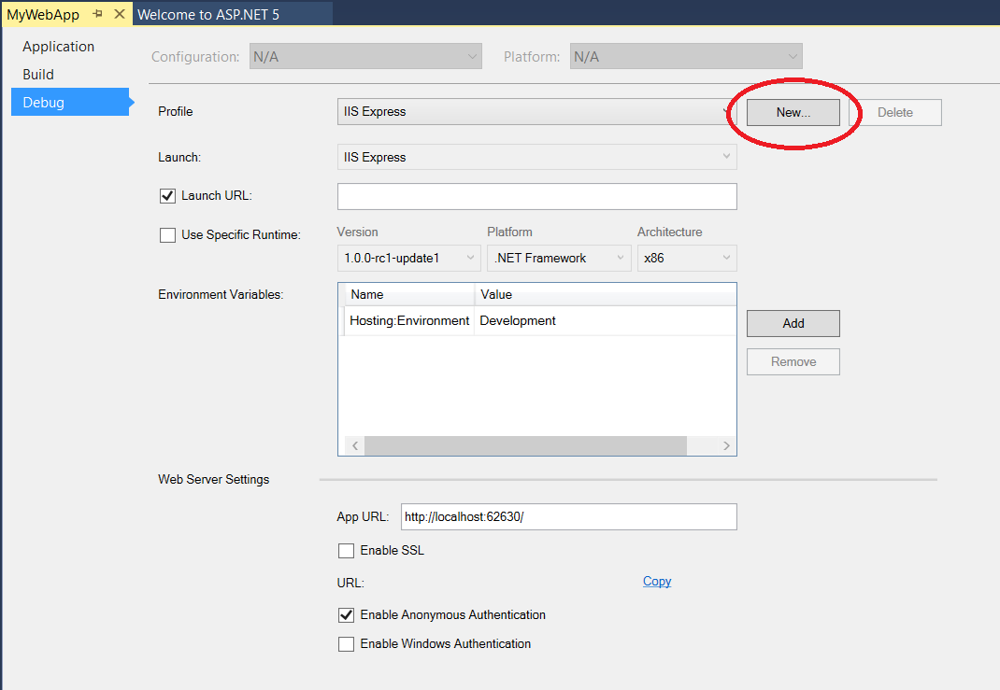 MyWebApp Welcome to ASP.NET 5
Application
Build
Debug
Configuration: N/A Platform: N/A
Profile IIS Express New... Delete
Launch: IIS Express
Launch URL:
Use Specific Runtime: Version Platform Architecture
1.0.0-rc1-update1 .NET Framework x86
Environment Variables: Name Value
Hosting:Environment Development
Add
Remove
Web Server Settings
App URL: http://localhost:62630/
Enable SSL
URL: Copy
Enable Anonymous Authentication
Enable Windows Authentication